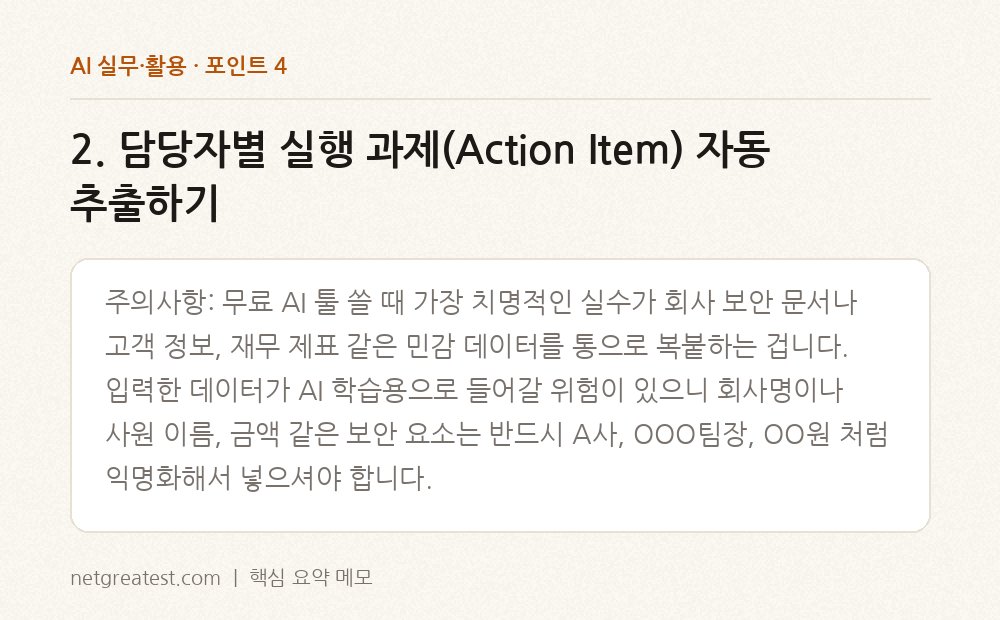 AI 실무·활용 · 포인트 4
2. 담당자별 실행 과제(Action Item) 자동
추출하기
주의사항: 무료 AI 툴 쓸 때 가장 치명적인 실수가 회사 보안 문서나
고객 정보, 재무 제표 같은 민감 데이터를 통으로 복붙하는 겁니다.
입력한 데이터가 AI 학습용으로 들어갈 위험이 있으니 회사명이나
사원 이름, 금액 같은 보안 요소는 반드시 A사, OOO팀장, OO원 처럼
익명화해서 넣으셔야 합니다.
netgreatest.com | 핵심 요약 메모